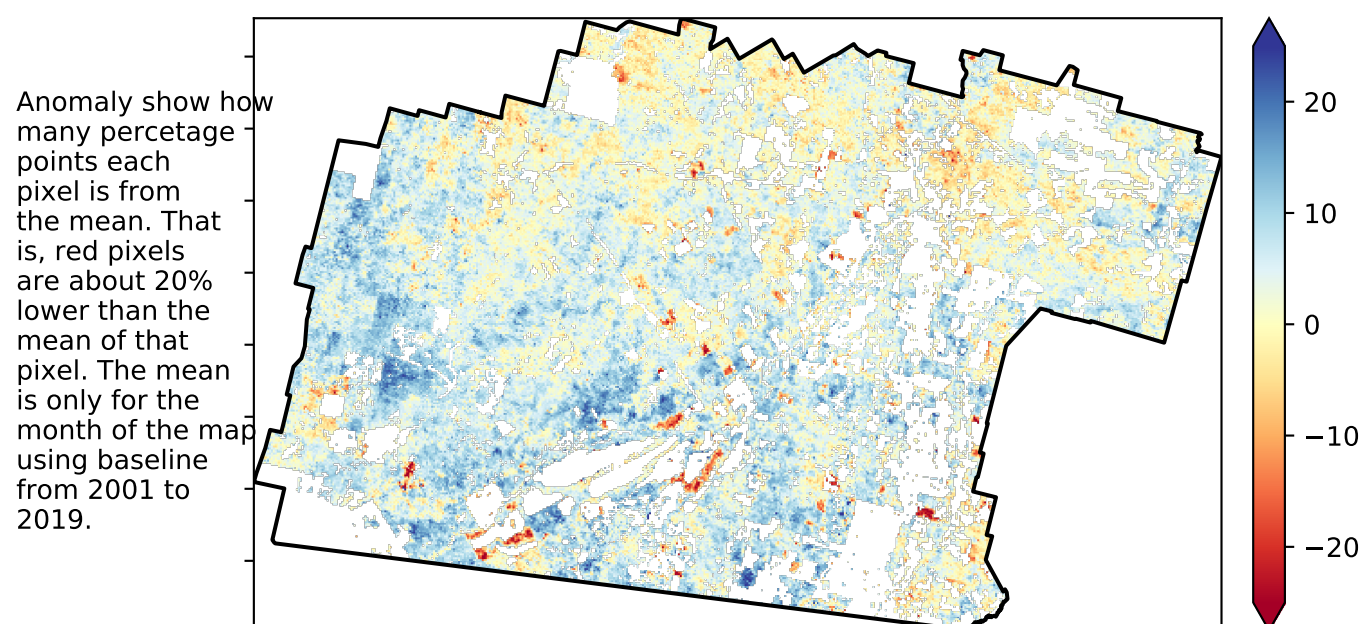 Anomaly show how
many percetage
points each
pixel is from
the mean. That
is, red pixels
are about 20%
lower than the
mean of that
pixel. The mean
is only for the
month of the map
using baseline
from 2001 to
2019.
20
10
0
−10
−20